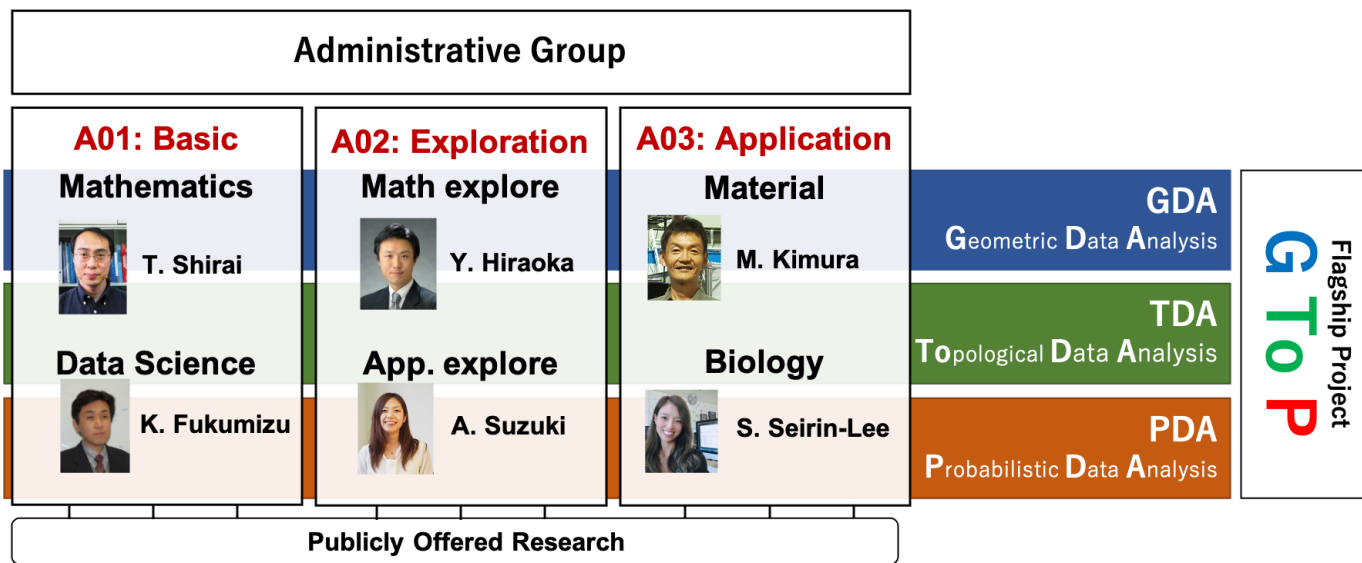 Administrative Group
A01: Basic
Mathematics
T. Shirai
Data Science
K. Fukumizu
A02: Exploration
Math explore
Y. Hiraoka
App. explore
A. Suzuki
A03: Application
Material
M. Kimura
Biology
S. Seirin-Lee
GDA
Geometric Data Analysis
TDA
Topological Data Analysis
PDA
Probabilistic Data Analysis
Flagship Project
G To P
Publicly Offered Research